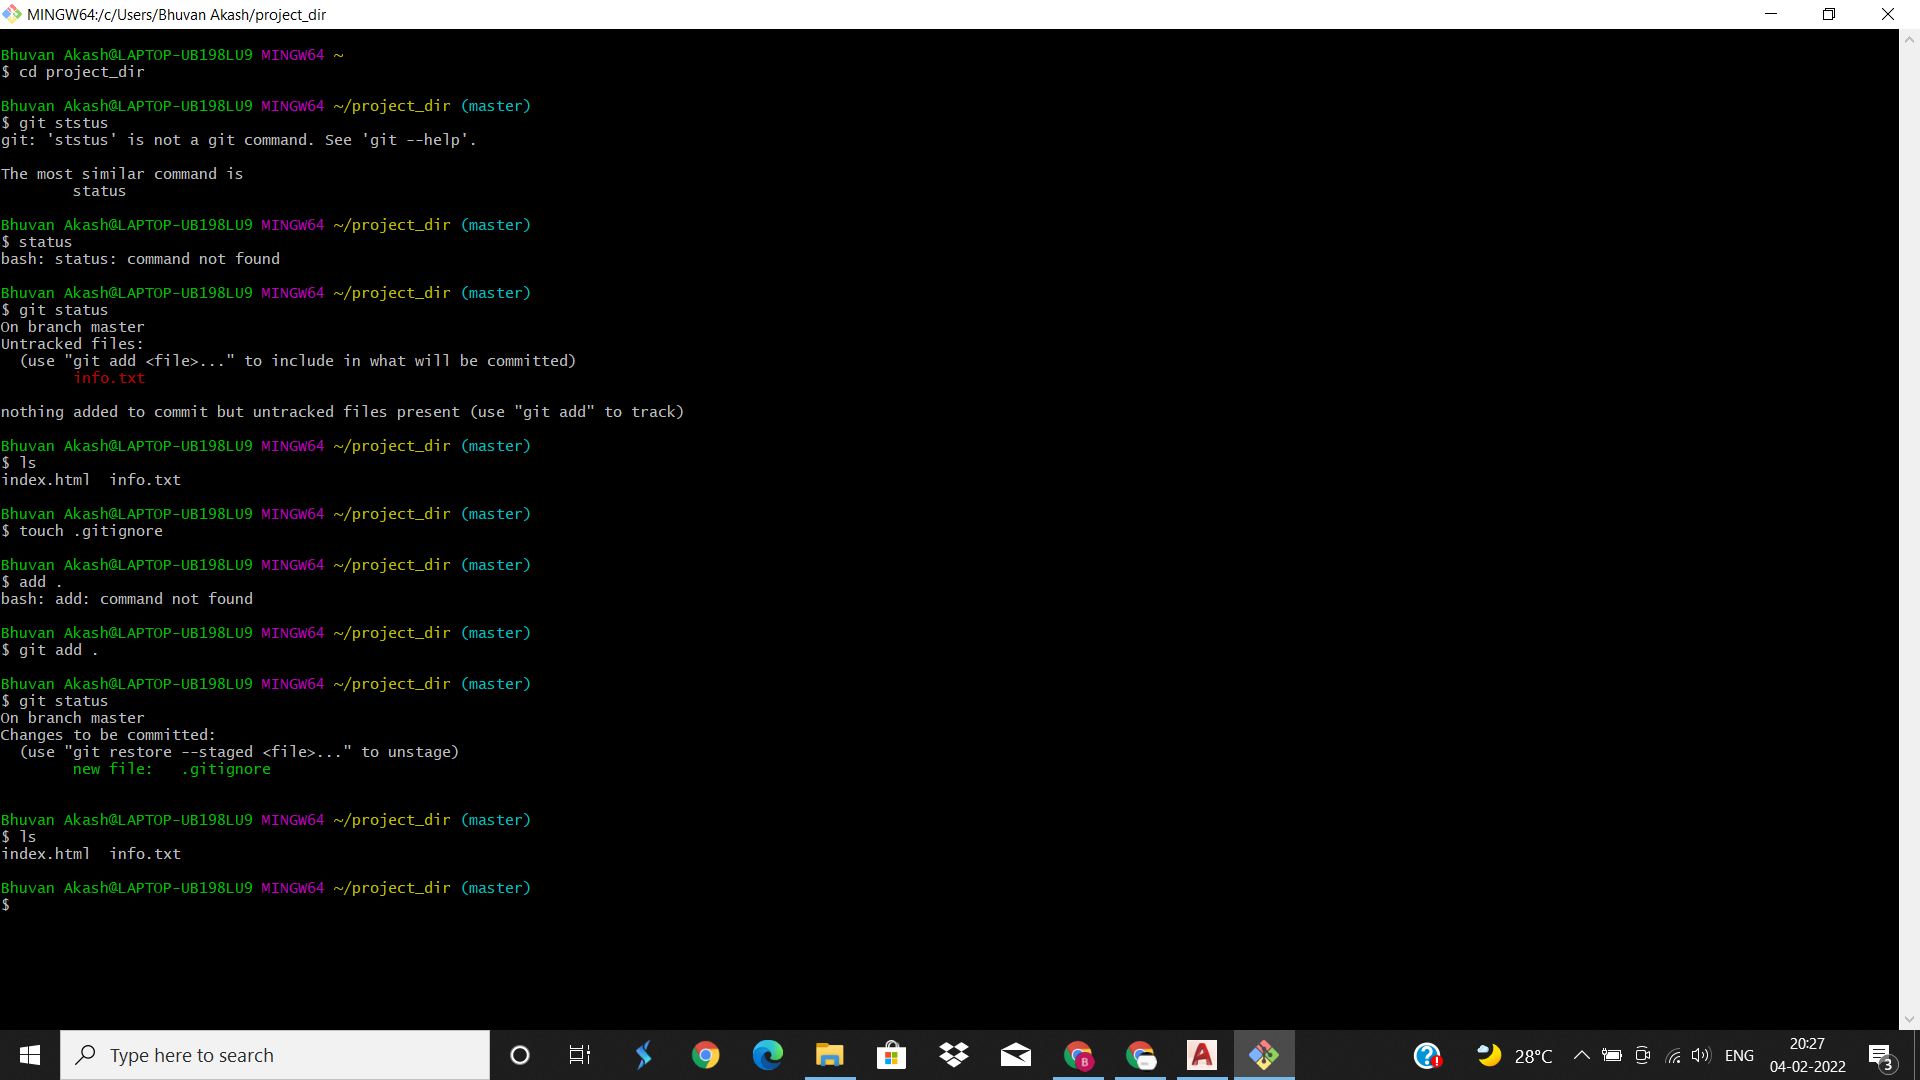 MINGW64:/c/Users/Bhuvan Akash/project_dir
Bhuvan Akash@LAPTOP-UB198LU9 MINGW64 ~
$ cd project_dir
Bhuvan Akash@LAPTOP-UB198LU9 MINGW64 ~/project_dir (master)
$ git ststus
git: 'ststus' is not a git command. See 'git --help'.
The most similar command is
status
Bhuvan Akash@LAPTOP-UB198LU9 MINGW64 ~/project_dir (master)
$ status
bash: status: command not found
Bhuvan Akash@LAPTOP-UB198LU9 MINGW64 ~/project_dir (master)
$ git status
On branch master
Untracked files:
(use "git add <file>..." to include in what will be committed)
info.txt
nothing added to commit but untracked files present (use "git add" to track)
Bhuvan Akash@LAPTOP-UB198LU9 MINGW64 ~/project_dir (master)
$ ls
index.html  info.txt
Bhuvan Akash@LAPTOP-UB198LU9 MINGW64 ~/project_dir (master)
$ touch .gitignore
Bhuvan Akash@LAPTOP-UB198LU9 MINGW64 ~/project_dir (master)
$ add .
bash: add: command not found
Bhuvan Akash@LAPTOP-UB198LU9 MINGW64 ~/project_dir (master)
$ git add .
Bhuvan Akash@LAPTOP-UB198LU9 MINGW64 ~/project_dir (master)
$ git status
On branch master
Changes to be committed:
(use "git restore --staged <file>..." to unstage)
new file:   .gitignore
Bhuvan Akash@LAPTOP-UB198LU9 MINGW64 ~/project_dir (master)
$ ls
index.html  info.txt
Bhuvan Akash@LAPTOP-UB198LU9 MINGW64 ~/project_dir (master)
$
Type here to search
28°C
ENG
20:27
04-02-2022
3